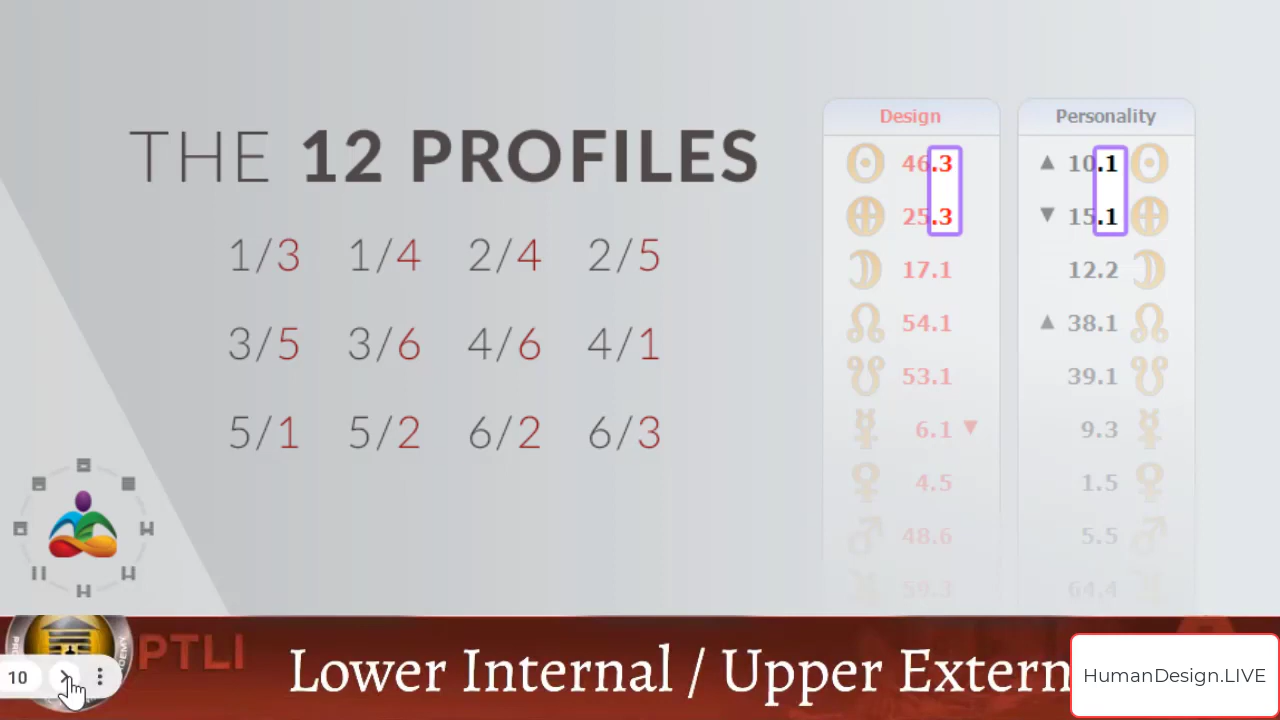 THE 12 PROFILES
1/3 1/4 2/4 2/5
3/5 3/6 4/6 4/1
5/1 5/2 6/2 6/3
Design Personality
46.3 10.1
25.3 15.1
17.1 12.2
54.1 38.1
53.1 39.1
6.1 9.3
4.5 1.5
48.6 5.5
59.3 64.4
PTLI
Lower Internal / Upper Extern
HumanDesign.LIVE
10